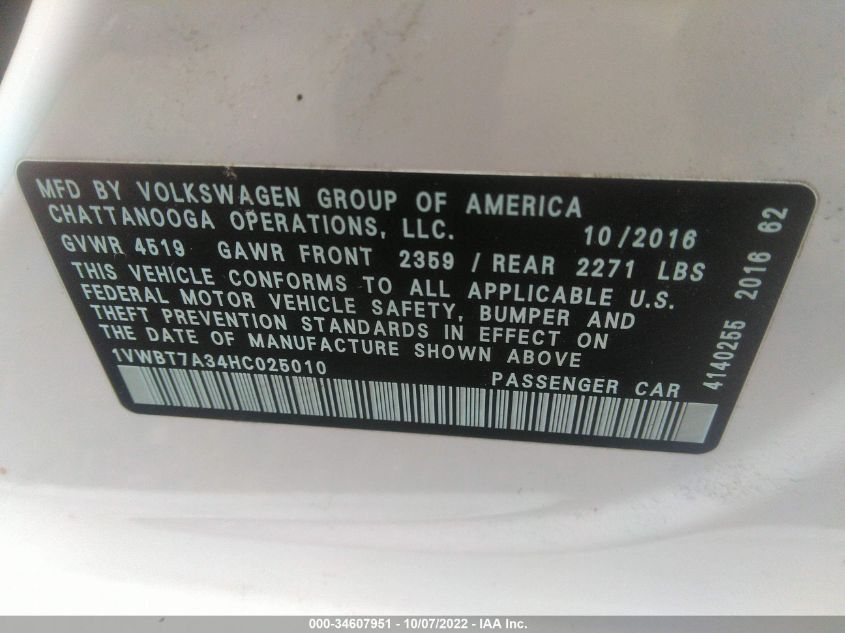 MFD BY VOLKSWAGEN GROUP OF AMERICA
CHATTANOOGA OPERATIONS, LLC. 10/2016
GVWR 4519 GAWR FRONT 2359 / REAR 2271 LBS
THIS VEHICLE CONFORMS TO ALL APPLICABLE U.S.
FEDERAL MOTOR VEHICLE SAFETY, BUMPER AND
THEFT PREVENTION STANDARDS IN EFFECT ON
THE DATE OF MANUFACTURE SHOWN ABOVE
1VWBT7A34HC025010 PASSENGER CAR
4140255 2016 62
000-34607951 - 10/07/2022 - IAA Inc.